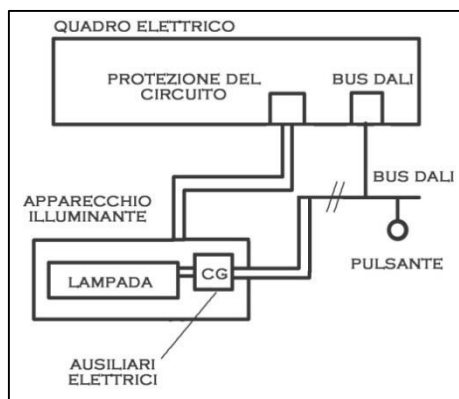 QUADRO ELETTRICO
PROTEZIONE DEL
CIRCUITO
BUS DALI
BUS DALI
APPARECCHIO
ILLUMINANTE
PULSANTE
LAMPADA
CG
AUSILIARI
ELETTRICI